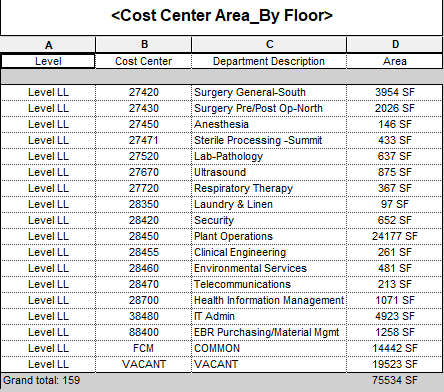 <Cost Center Area_By Floor>
A B C D
Level Cost Center Department Description Area
Level LL 27420 Surgery General-South 3954 SF
Level LL 27430 Surgery Pre/Post Op-North 2026 SF
Level LL 27450 Anesthesia 146 SF
Level LL 27471 Sterile Processing -Summit 433 SF
Level LL 27520 Lab-Pathology 637 SF
Level LL 27670 Ultrasound 875 SF
Level LL 27720 Respiratory Therapy 367 SF
Level LL 28350 Laundry & Linen 97 SF
Level LL 28420 Security 652 SF
Level LL 28450 Plant Operations 24177 SF
Level LL 28455 Clinical Engineering 261 SF
Level LL 28460 Environmental Services 481 SF
Level LL 28470 Telecommunications 213 SF
Level LL 28700 Health Information Management 1071 SF
Level LL 38480 IT Admin 4923 SF
Level LL 88400 EBR Purchasing/Material Mgmt 1258 SF
Level LL FCM COMMON 14442 SF
Level LL VACANT VACANT 19523 SF
Grand total: 159 75534 SF